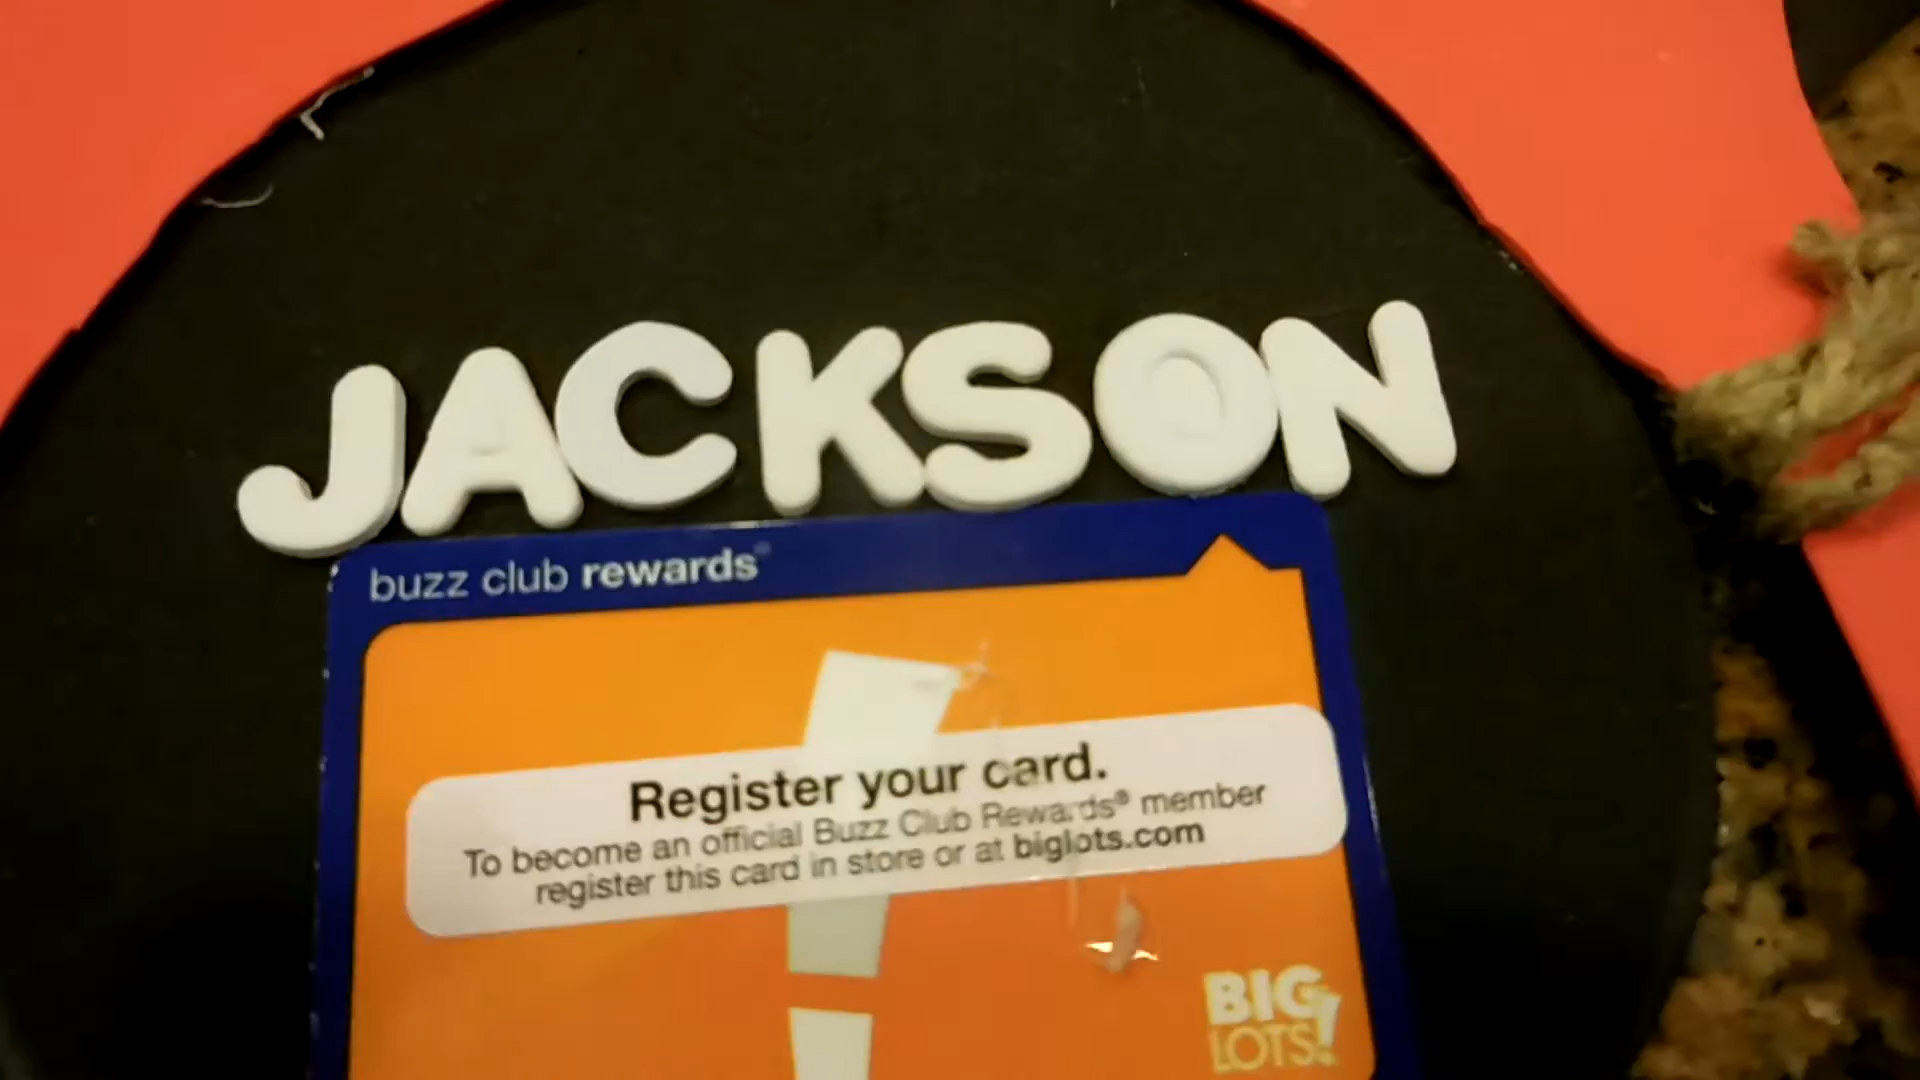 JACKSON
buzz club rewards®
Register your card.
To become an official Buzz Club Rewards® member
register this card in store or at biglots.com
BIG
LOTS!